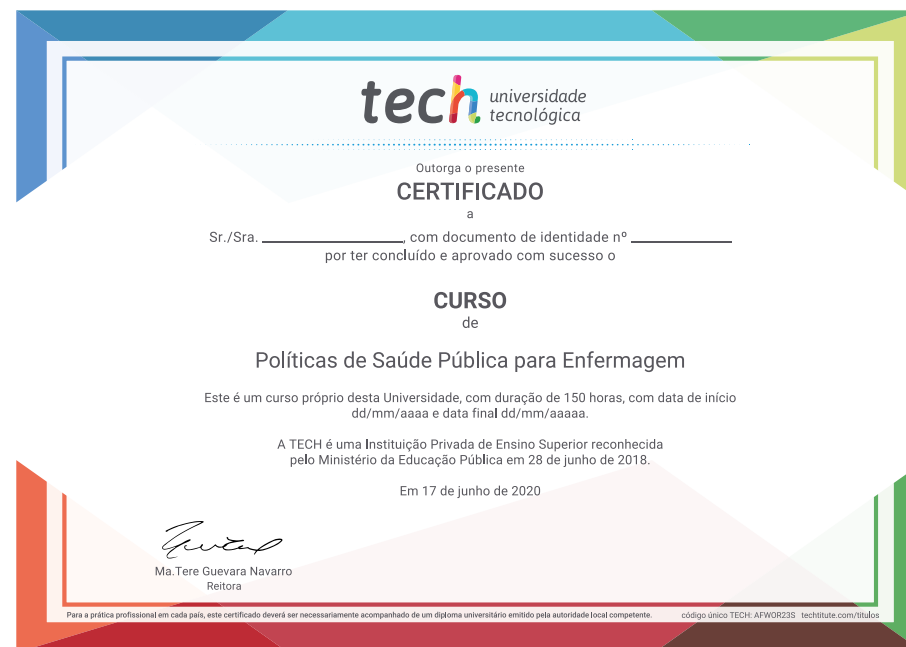 tech universidade
tecnológica
Outorga o presente
CERTIFICADO
a
Sr./Sra. ____________________, com documento de identidade nº ______________
por ter concluído e aprovado com sucesso o
CURSO
de
Políticas de Saúde Pública para Enfermagem
Este é um curso próprio desta Universidade, com duração de 150 horas, com data de início
dd/mm/aaaa e data final dd/mm/aaaaa.
A TECH é uma Instituição Privada de Ensino Superior reconhecida
pelo Ministério da Educação Pública em 28 de junho de 2018.
Em 17 de junho de 2020
Ma.Tere Guevara Navarro
Reitora
Para a prática profissional em cada país, este certificado deverá ser necessariamente acompanhado de um diploma universitário emitido pela autoridade local competente.
código único TECH: AFWOR23S techtitute.com/titulos